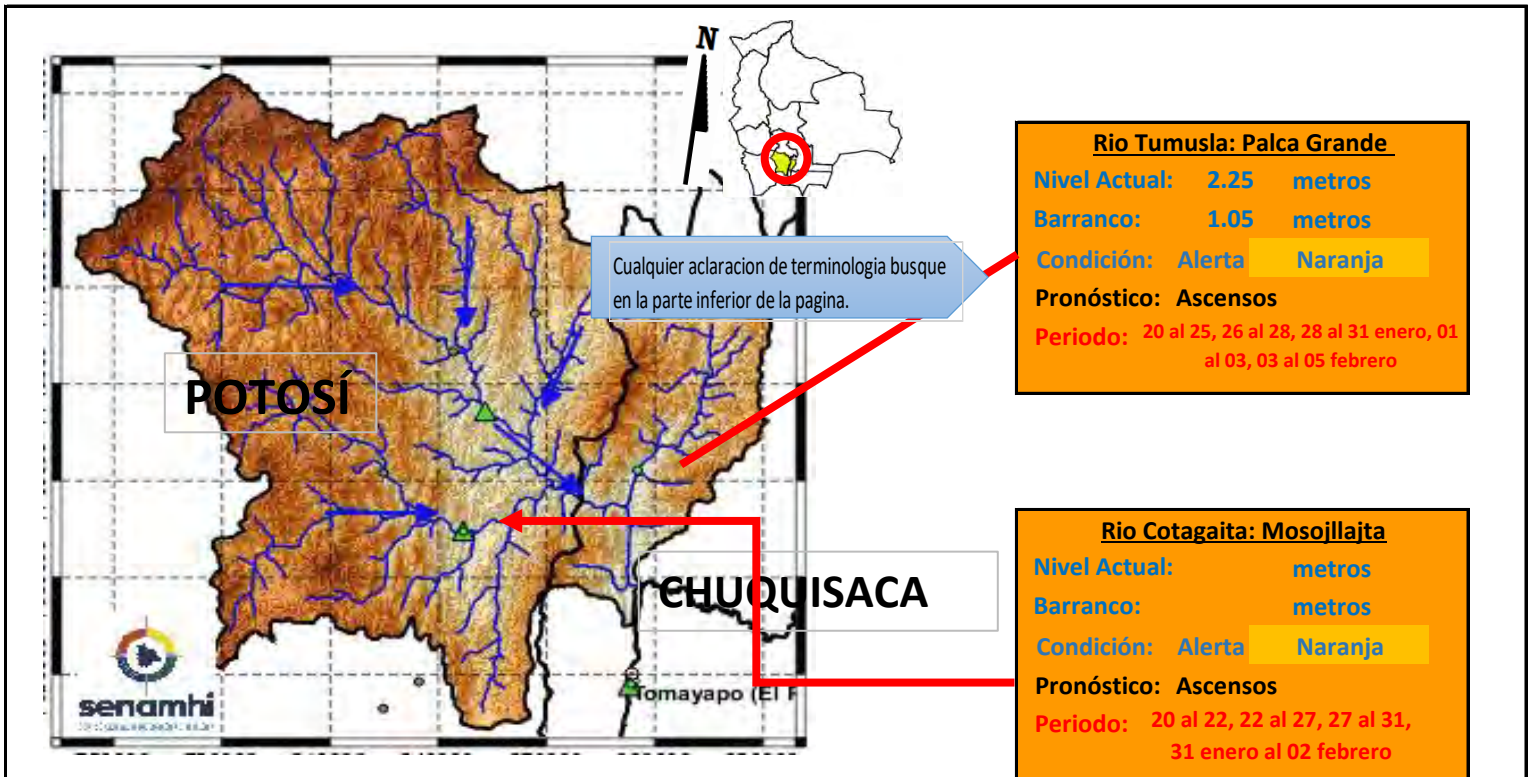 N
Cualquier aclaracion de terminologia busque
en la parte inferior de la pagina.
POTOSÍ
CHUQUISACA
Tomayapo (El
senamhi
Rio Tumusla: Palca Grande
Nivel Actual: 2.25 metros
Barranco: 1.05 metros
Condición: Alerta Naranja
Pronóstico: Ascensos
Periodo: 20 al 25, 26 al 28, 28 al 31 enero, 01
al 03, 03 al 05 febrero
Rio Cotagaita: Mosojllajta
Nivel Actual: metros
Barranco: metros
Condición: Alerta Naranja
Pronóstico: Ascensos
Periodo: 20 al 22, 22 al 27, 27 al 31,
31 enero al 02 febrero